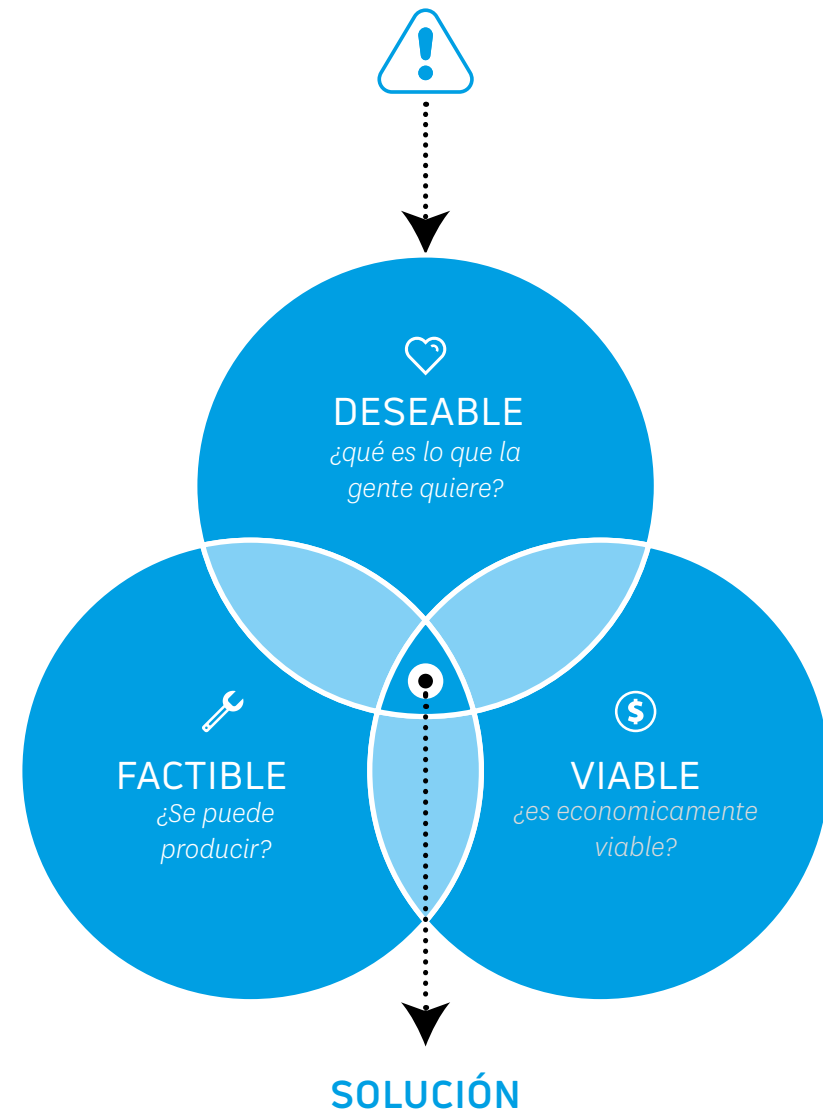 DESEABLE
¿qué es lo que la
gente quiere?
FACTIBLE
¿Se puede
producir?
VIABLE
¿es economicamente
viable?
SOLUCIÓN